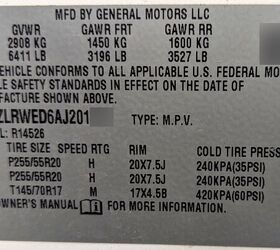 MFD BY GENERAL MOTORS LLC
GVWR GAWR FRT GAWR RR
2908 KG 1450 KG 1600 KG
6411 LB 3196 LB 3527 LB
VEHICLE CONFORMS TO ALL APPLICABLE U.S. FEDERAL MOT
LE SAFETY STANDARDS IN EFFECT ON THE DATE OF
FACTURE SHOWN ABOVE.
ZLRWED6AJ201 TYPE: M.P.V.
L: R14526
TIRE SIZE SPEED RTG RIM COLD TIRE PRESS
P255/55R20 H 20X7.5J 240KPA(35PSI)
P255/55R20 H 20X7.5J 240KPA(35PSI)
T145/70R17 M 17X4.5B 420KPA(60PSI)
OWNER'S MANUAL FOR MORE INFORMATION.